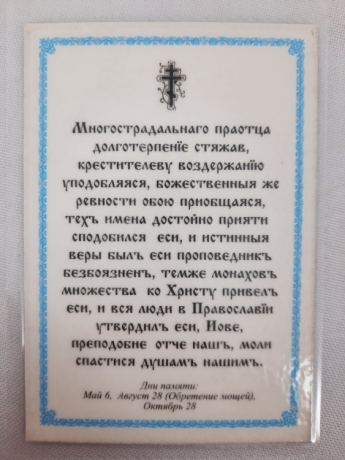 Многострадальнаго праотца
долготерпенїе стяжав,
крестителеву воздержанїю
уподобляяся, божественныя же
ревности обою приобщаяся,
техъ имена достойно прияти
сподобился еси, и истинныя
веры былъ еси проповедникъ
безбоязненъ, темже монаховъ
множества ко Христу привелъ
еси, и вся люди в Православїи
утвердилъ еси, Иове,
преподобне отче нашъ, моли
спастися душамъ нашимъ.
Дни памяти:
Май 6, Август 28 (Обретение мощей),
Октябрь 28